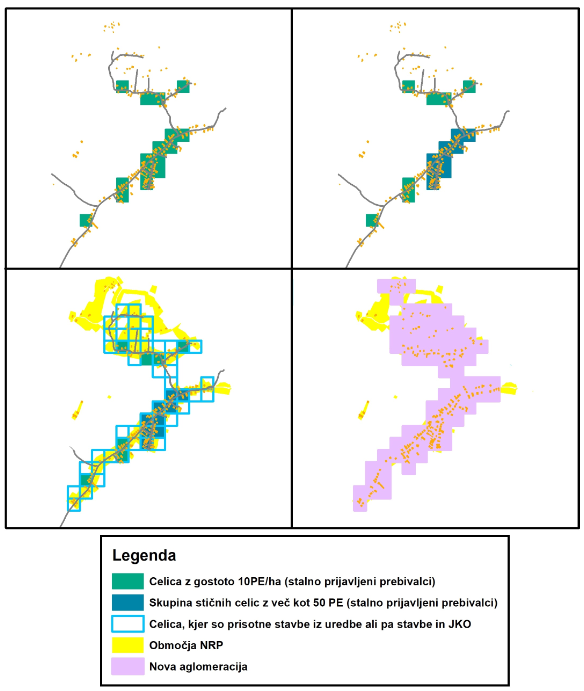 Legenda
Celica z gostoto 10PE/ha (stalno prijavljeni prebivalci)
Skupina stičnih celic z več kot 50 PE (stalno prijavljeni prebivalci)
Celica, kjer so prisotne stavbe iz uredbe ali pa stavbe in JKO
Območja NRP
Nova aglomeracija